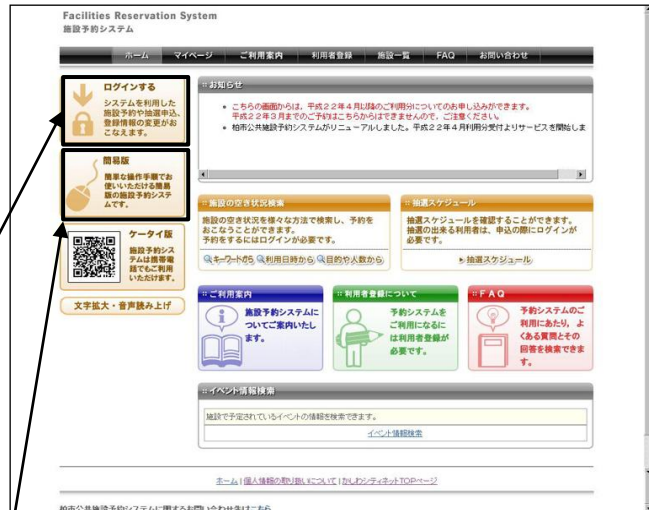 Facilities Reservation System
施設予約システム
ホーム マイページ ご利用案内 利用者登録 施設一覧 FAQ お問い合わせ
ログインする
システムを利用した
施設予約や抽選申込、
登録情報の変更がお
こなえます。
簡易版
簡単な操作手順でお
使いいただける簡易
版の施設予約システ
ムです。
ケータイ版
施設予約シス
テムは携帯電
話でもご利用
いただけます。
文字拡大・音声読み上げ
お知らせ
こちらの画面からは、平成22年4月以降のご利用分についてのお申し込みができます。
平成22年3月までのご予約はこちらからはできませんので、ご注意ください。
柏市公共施設予約システムがリニューアルしました。平成22年4月利用分受付よりサービスを開始しま
施設の空き状況検索
施設の空き状況を様々な方法で検索し、予約を
おこなうことができます。
予約をするにはログインが必要です。
キーワードから 利用日時から 目的や人数から
抽選スケジュール
抽選スケジュールを確認することができます。
抽選の出来る利用者は、申込の際にログインが
必要です。
抽選スケジュール
ご利用案内
施設予約システムに
ついてご案内いたし
ます。
利用者登録について
予約システムを
ご利用になるに
は利用者登録が
必要です。
FAQ
予約システムのご
利用にあたり、よ
くある質問とその
回答を検索できま
す。
イベント情報検索
施設で予定されているイベントの情報を検索できます。
イベント情報検索
ホーム | 個人情報の取り扱いについて | かしわシティネットTOPページ
柏市公共施設予約システムに関するお問い合わせ先はこちら